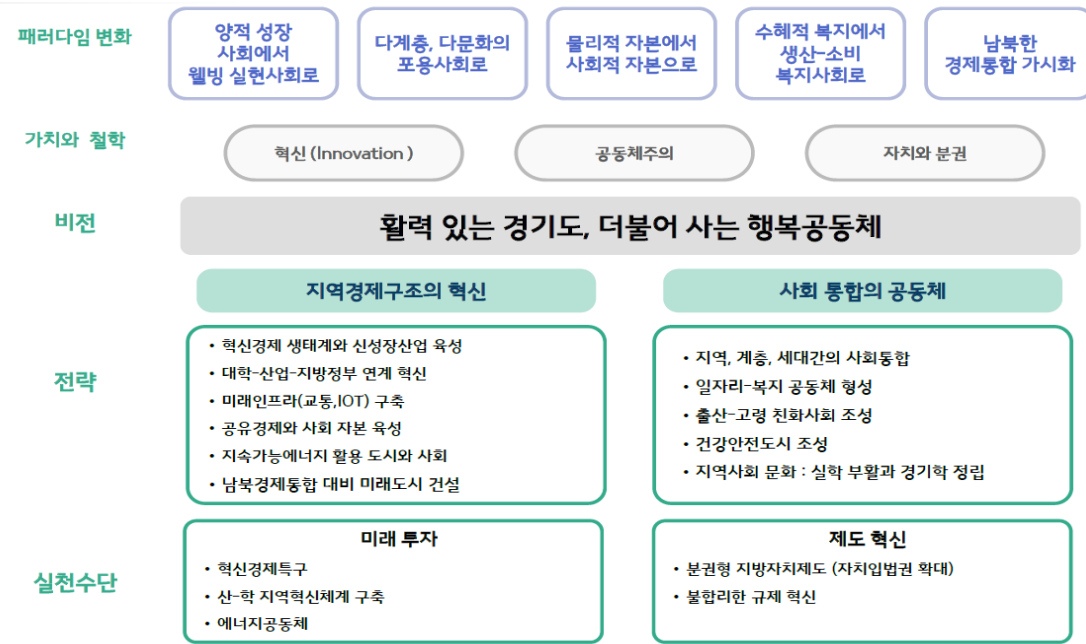 패러다임 변화
양적 성장
사회에서
웰빙 실현사회로
다계층, 다문화의
포용사회로
물리적 자본에서
사회적 자본으로
수혜적 복지에서
생산-소비
복지사회로
남북한
경제통합 가시화
가치와 철학
혁신 (Innovation )
공동체주의
자치와 분권
비전
활력 있는 경기도, 더불어 사는 행복공동체
지역경제구조의 혁신
사회 통합의 공동체
전략
• 혁신경제 생태계와 신성장산업 육성
• 대학-산업-지방정부 연계 혁신
• 미래인프라(교통,IOT) 구축
• 공유경제와 사회 자본 육성
• 지속가능에너지 활용 도시와 사회
• 남북경제통합 대비 미래도시 건설
• 지역, 계층, 세대간의 사회통합
• 일자리-복지 공동체 형성
• 출산-고령 친화사회 조성
• 건강안전도시 조성
• 지역사회 문화 : 실학 부활과 경기학 정립
실천수단
미래 투자
• 혁신경제특구
• 산-학 지역혁신체계 구축
• 에너지공동체
제도 혁신
• 분권형 지방자치제도 (자치입법권 확대)
• 불합리한 규제 혁신